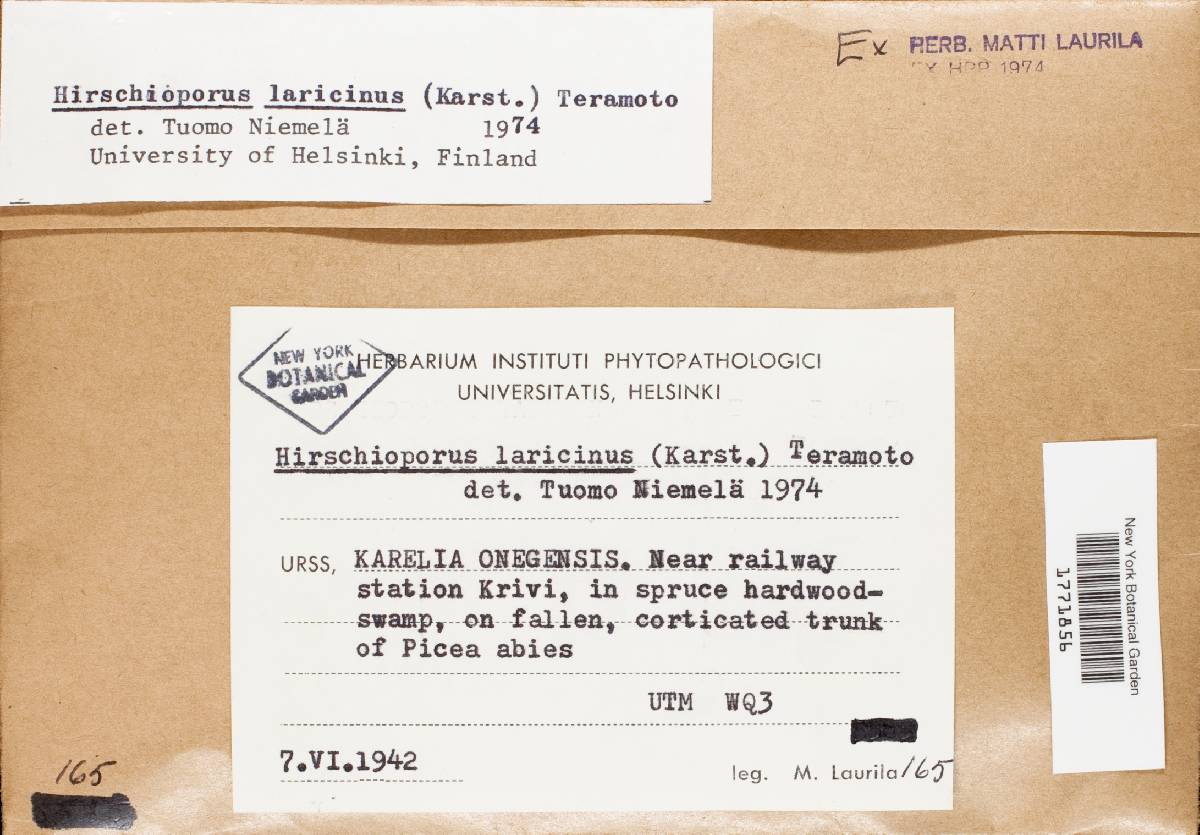 Hirschioporus laricinus (Karst.) Teramoto
det. Tuomo Niemelä 1974
University of Helsinki, Finland
Ex HERB. MATTI LAURILA
EX HPP 1974
NEW YORK
BOTANICAL
GARDEN
HERBARIUM INSTITUTI PHYTOPATHOLOGICI
UNIVERSITATIS, HELSINKI
Hirschioporus laricinus (Karst.) Teramoto
det. Tuomo Niemelä 1974
URSS, KARELIA ONEGENSIS. Near railway
station Krivi, in spruce hardwood-
swamp, on fallen, corticated trunk
of Picea abies
UTM WQ3
7.VI.1942
leg. M. Laurila 165
165
New York Botanical Garden
1771856